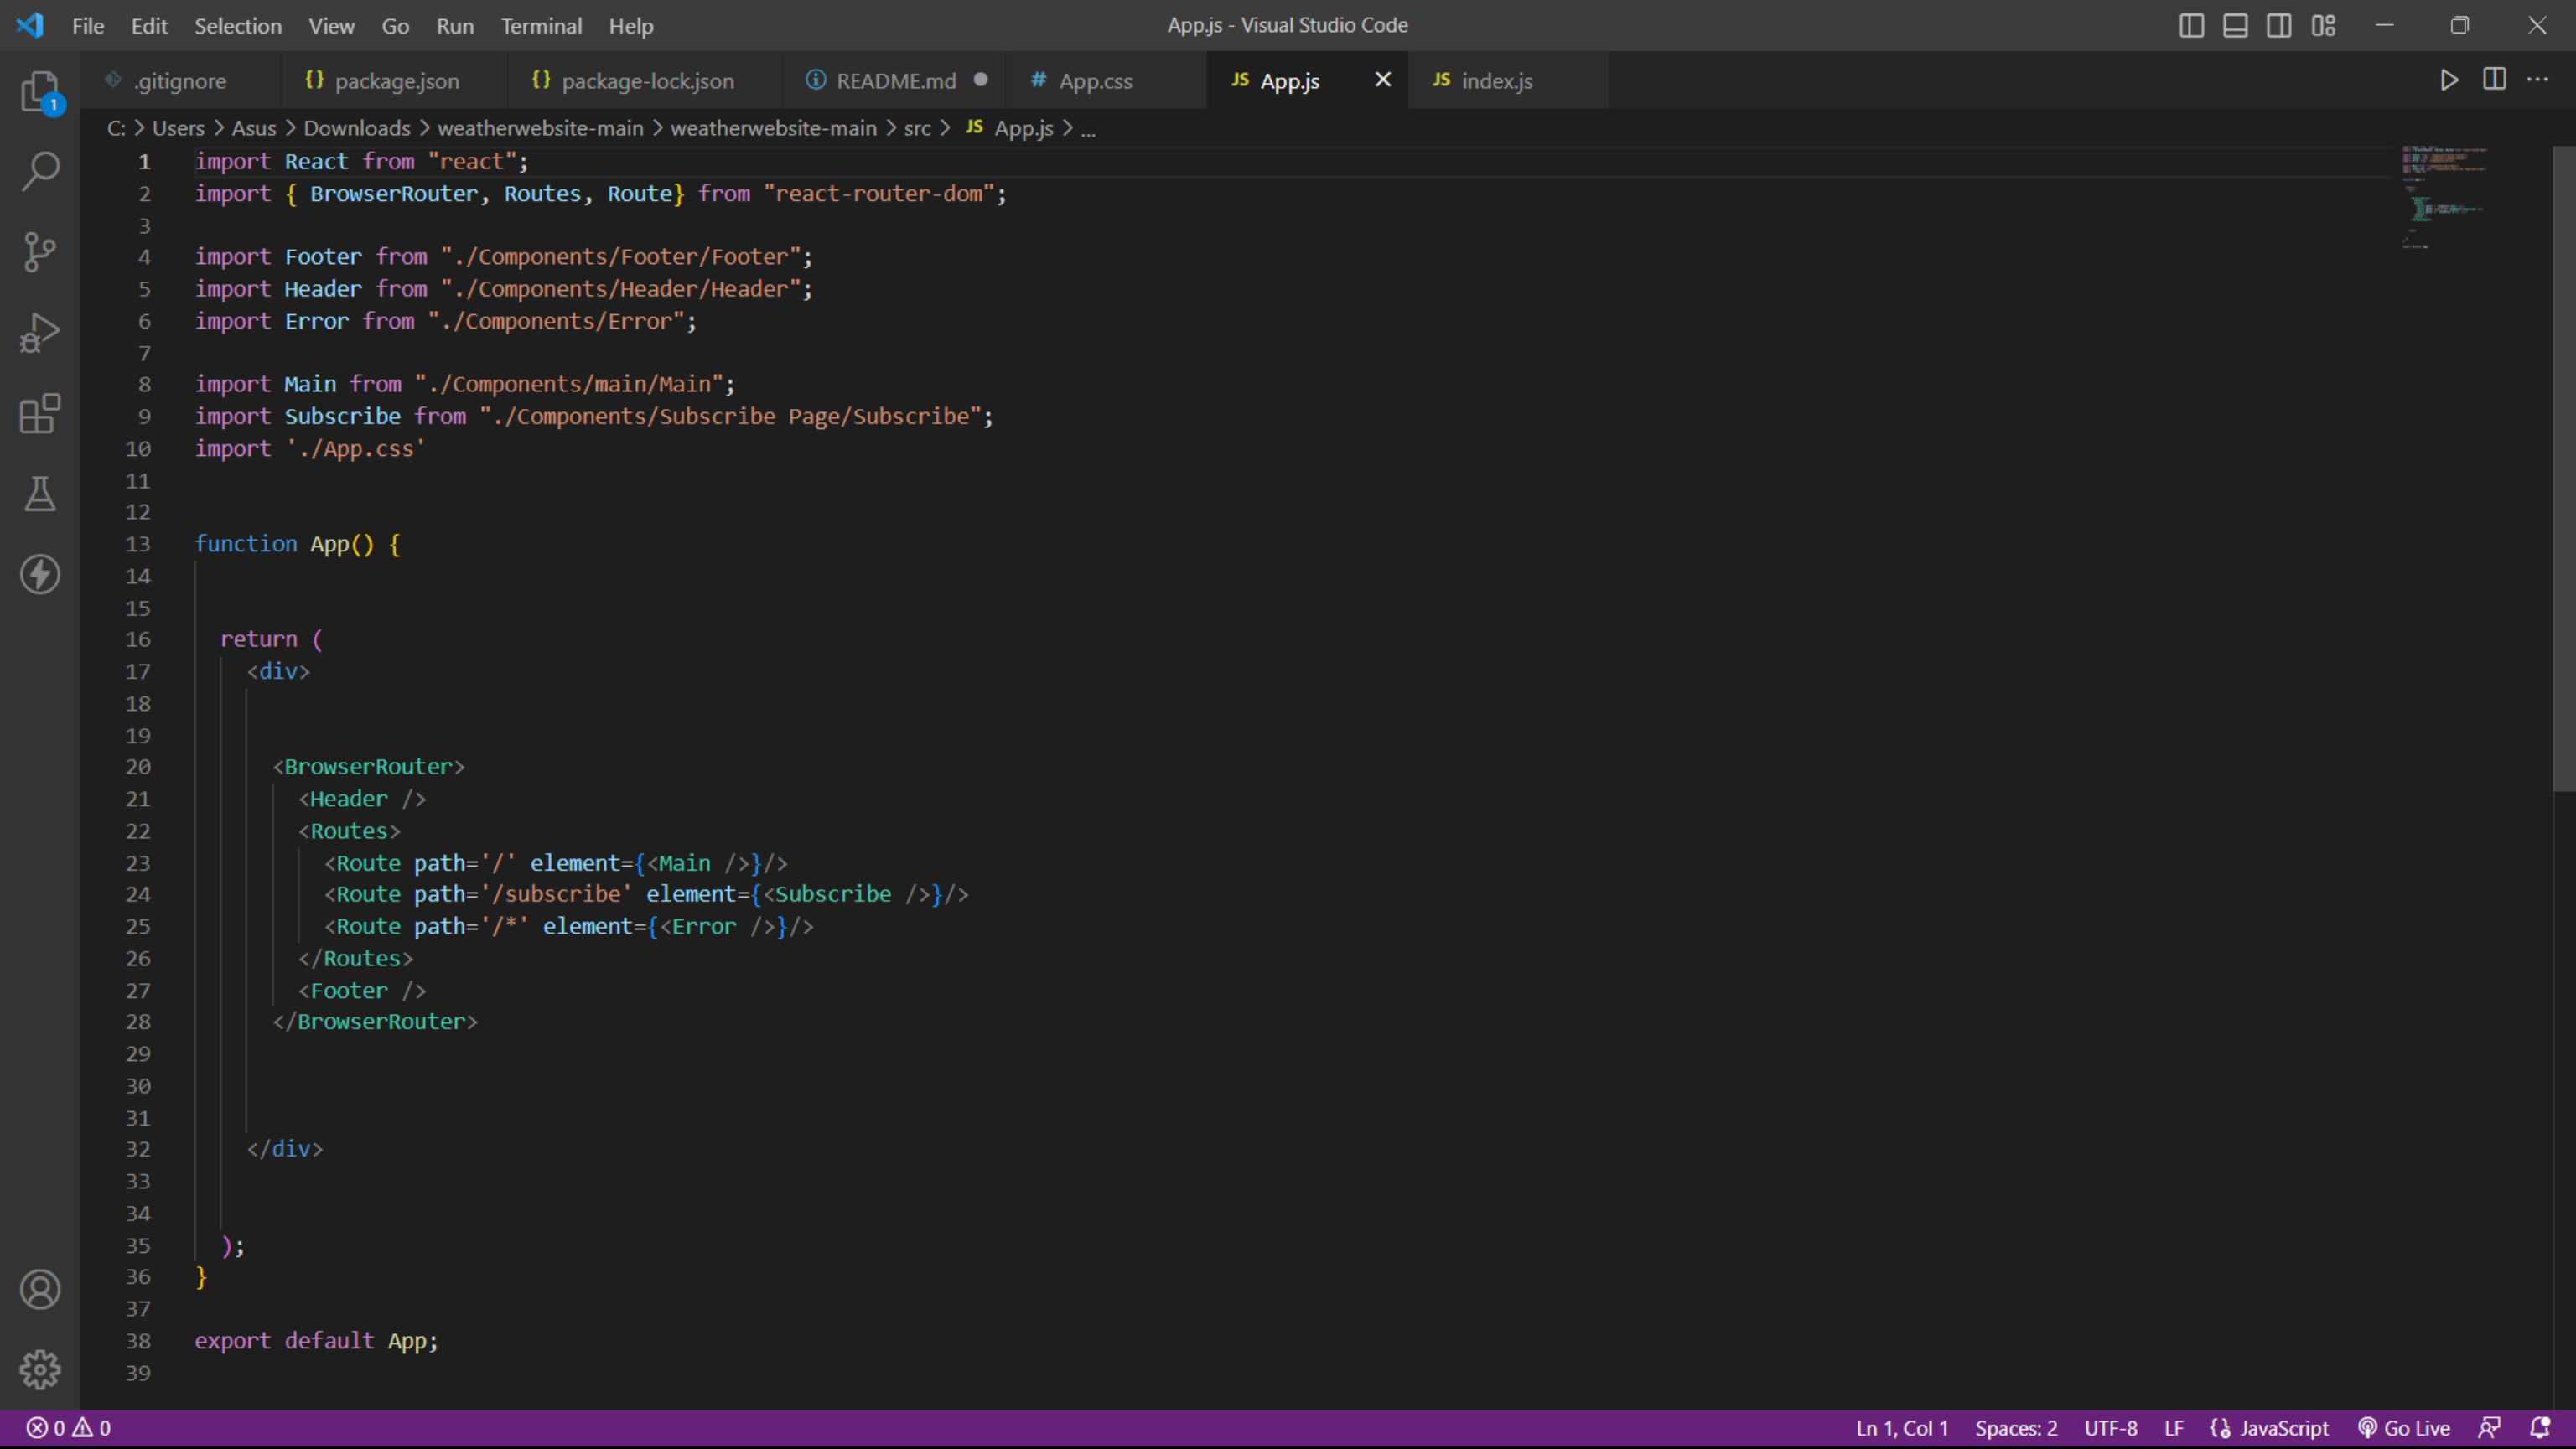 File Edit Selection View Go Run Terminal Help App.js - Visual Studio Code
.gitignore {} package.json {} package-lock.json README.md # App.css JS App.js JS index.js
1
C: > Users > Asus > Downloads > weatherwebsite-main > weatherwebsite-main > src > JS App.js > ...
1 import React from "react";
2 import { BrowserRouter, Routes, Route} from "react-router-dom";
3
4 import Footer from "./Components/Footer/Footer";
5 import Header from "./Components/Header/Header";
6 import Error from "./Components/Error";
7
8 import Main from "./Components/main/Main";
9 import Subscribe from "./Components/Subscribe Page/Subscribe";
10 import './App.css'
11
12
13 function App() {
14
15
16   return (
17     <div>
18
19
20       <BrowserRouter>
21         <Header />
22         <Routes>
23           <Route path='/' element={<Main />}/>
24           <Route path='/subscribe' element={<Subscribe />}/>
25           <Route path='/*' element={<Error />}/>
26         </Routes>
27         <Footer />
28       </BrowserRouter>
29
30
31
32     </div>
33
34
35   );
36 }
37
38 export default App;
39
0 0 Ln 1, Col 1 Spaces: 2 UTF-8 LF {} JavaScript Go Live